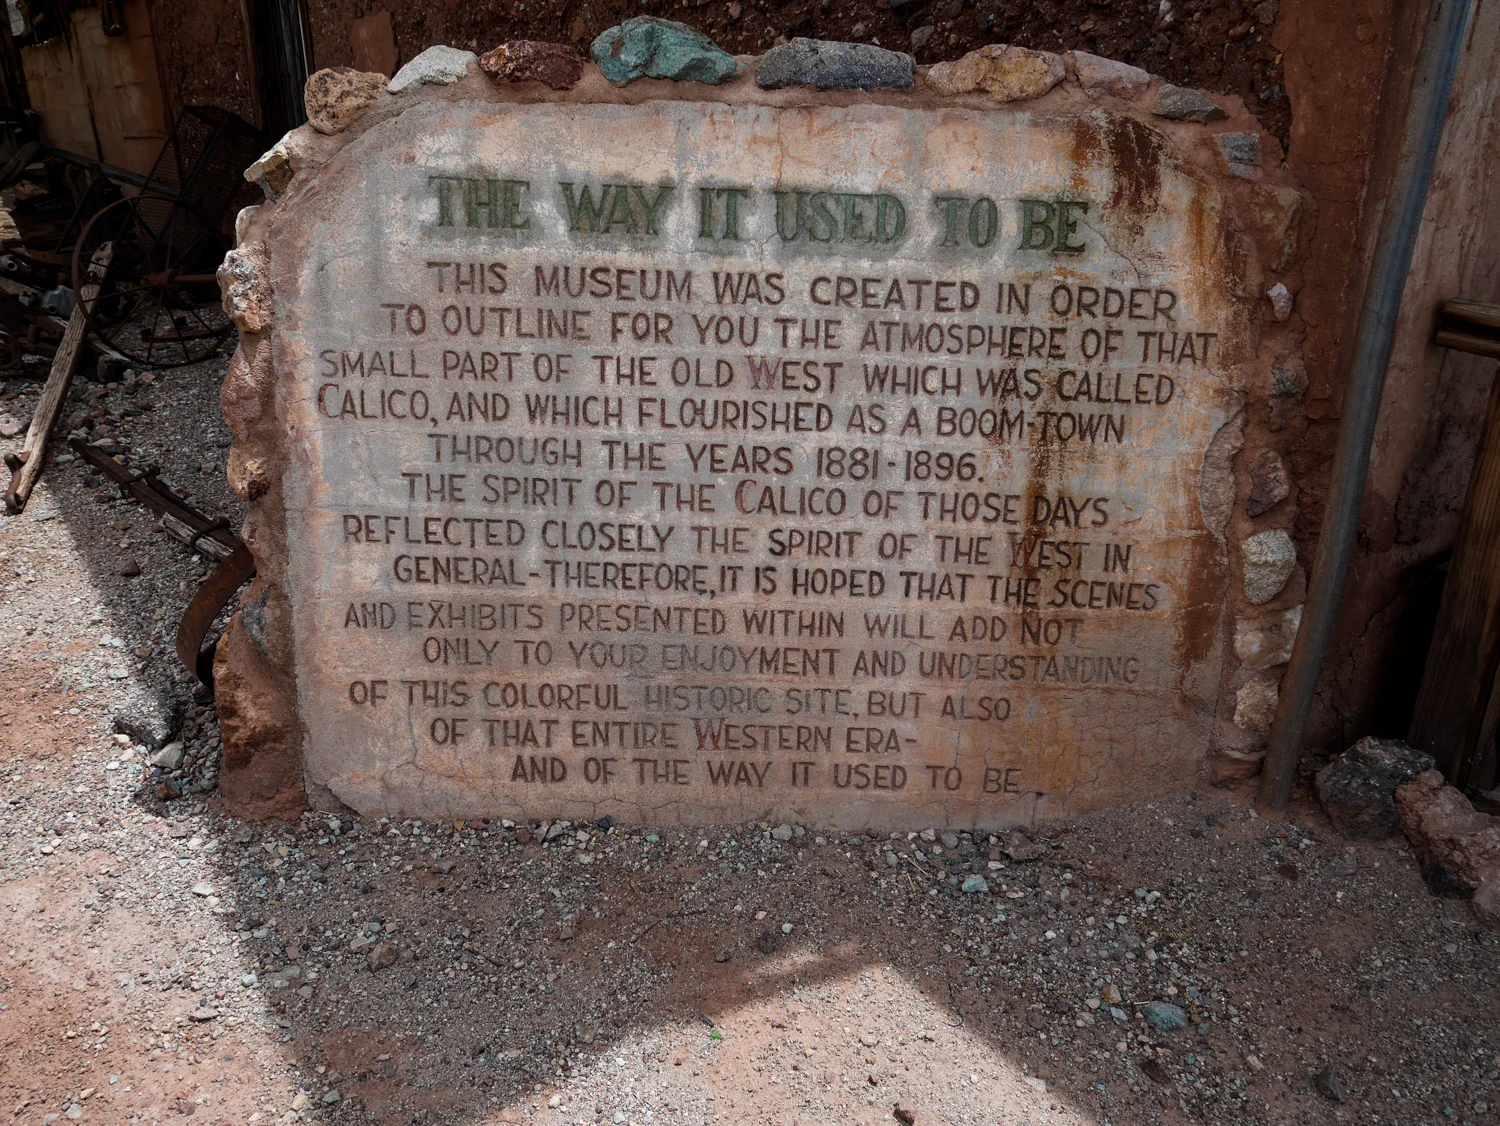 THE WAY IT USED TO BE
THIS MUSEUM WAS CREATED IN ORDER
TO OUTLINE FOR YOU THE ATMOSPHERE OF THAT
SMALL PART OF THE OLD WEST WHICH WAS CALLED
CALICO, AND WHICH FLOURISHED AS A BOOM-TOWN
THROUGH THE YEARS 1881-1896.
THE SPIRIT OF THE CALICO OF THOSE DAYS
REFLECTED CLOSELY THE SPIRIT OF THE WEST IN
GENERAL-THEREFORE, IT IS HOPED THAT THE SCENES
AND EXHIBITS PRESENTED WITHIN WILL ADD NOT
ONLY TO YOUR ENJOYMENT AND UNDERSTANDING
OF THIS COLORFUL HISTORIC SITE, BUT ALSO
OF THAT ENTIRE WESTERN ERA-
AND OF THE WAY IT USED TO BE